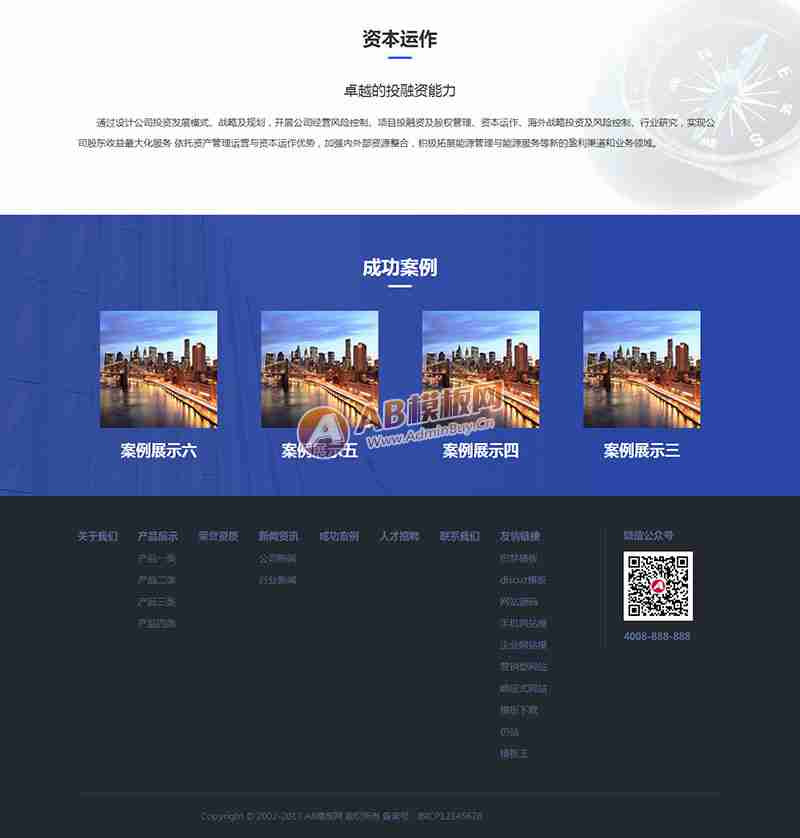 资本运作
卓越的投融资能力
通过设计公司投资发展模式、战略及规划，开展公司经营风险控制、项目投融资及股权管理、资本运作、海外战略投资及风险控制、行业研究，实现公
司股东收益最大化服务 依托资产管理运营与资本运作优势，加强内外部资源整合，积极拓展能源管理与能源服务等新的盈利渠道和业务领域。
成功案例
AB模板网
www.AdminBuy.Cn
案例展示六
案例展示五
案例展示四
案例展示三
关于我们
产品展示
产品一类
产品二类
产品三类
产品四类
荣誉资质
新闻资讯
公司新闻
行业新闻
成功案例
人才招聘
联系我们
友情链接
织梦模板
discuz模板
网站源码
手机网站模
企业网站模
营销型网站
响应式网站
模板下载
仿站
模板王
微信公众号
4008-888-888
Copyright © 2002-2017 AB模板网 版权所有 备案号：